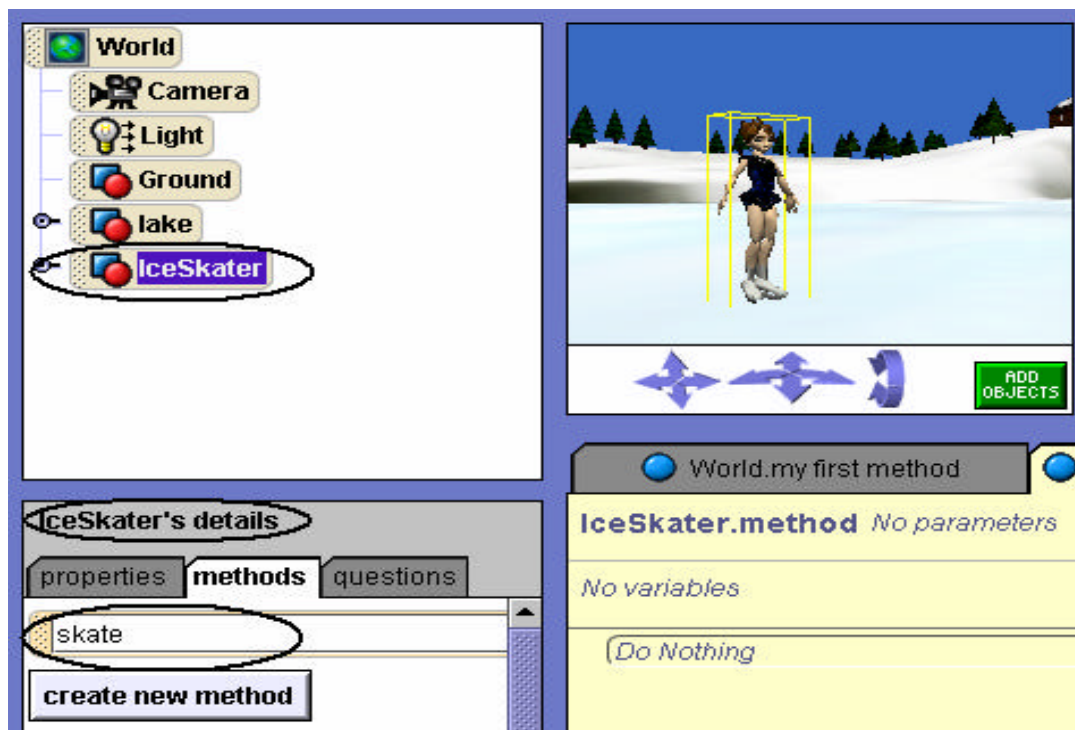 World
Camera
Light
Ground
lake
IceSkater
ADD
OBJECTS
IceSkater's details
properties methods questions
skate
create new method
World.my first method
IceSkater.method No parameters
No variables
Do Nothing